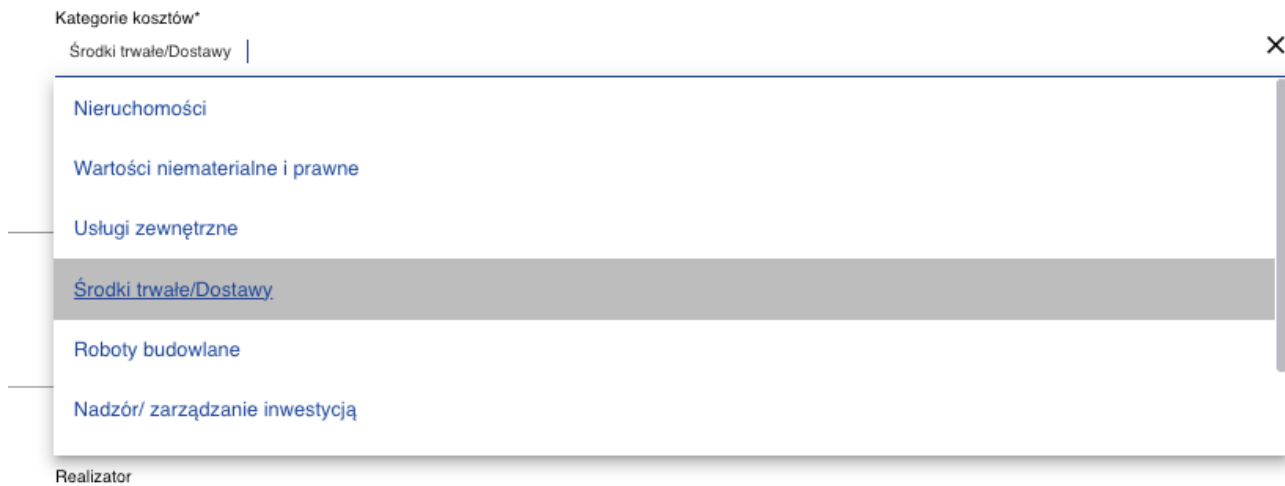 Kategorie kosztów*
Środki trwałe/Dostawy
Nieruchomości
Wartości niematerialne i prawne
Usługi zewnętrzne
Środki trwałe/Dostawy
Roboty budowlane
Nadzór/ zarządzanie inwestycją
Realizator